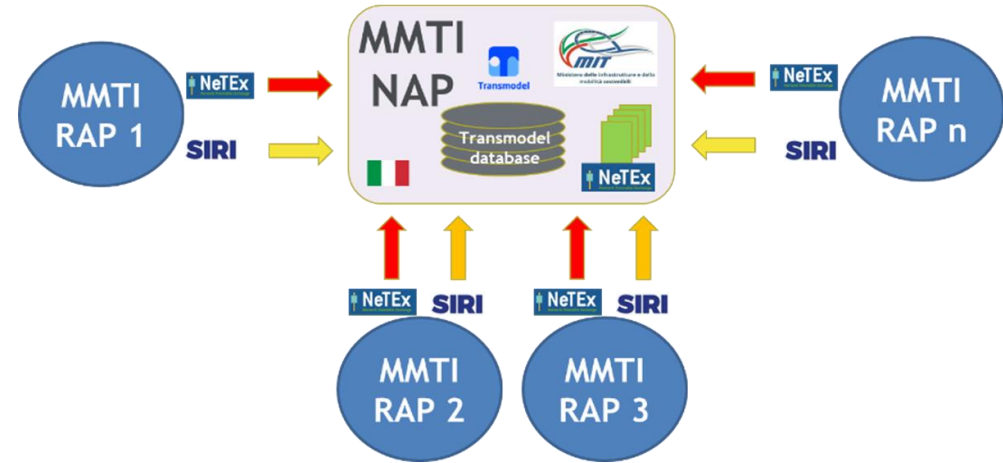 MMTI
NAP
Transmodel
MIT
Ministero delle infrastrutture e della
mobilità sostenibili
Transmodel
database
NeTEx
MMTI
RAP 1
NeTEx
SIRI
MMTI
RAP n
NeTEx
SIRI
NeTEx
SIRI
MMTI
RAP 2
NeTEx
SIRI
MMTI
RAP 3